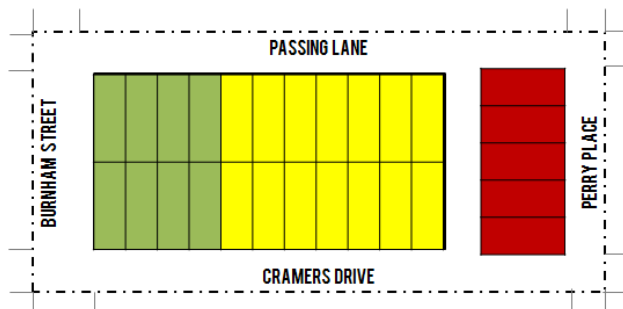 PASSING LANE
BURNHAM STREET
PERRY PLACE
CRAMERS DRIVE